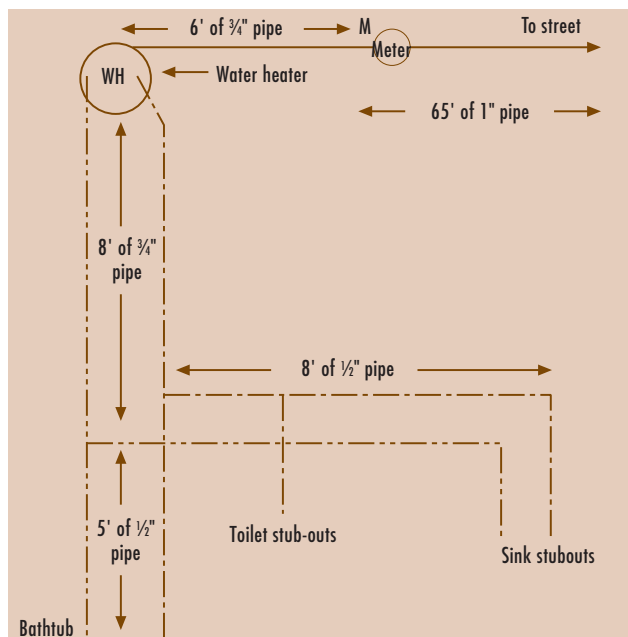 6' of ¾" pipe
M
To street
Meter
WH
Water heater
65' of 1" pipe
8' of ¾"
pipe
8' of ½" pipe
5' of ½"
pipe
Toilet stub-outs
Sink stubouts
Bathtub